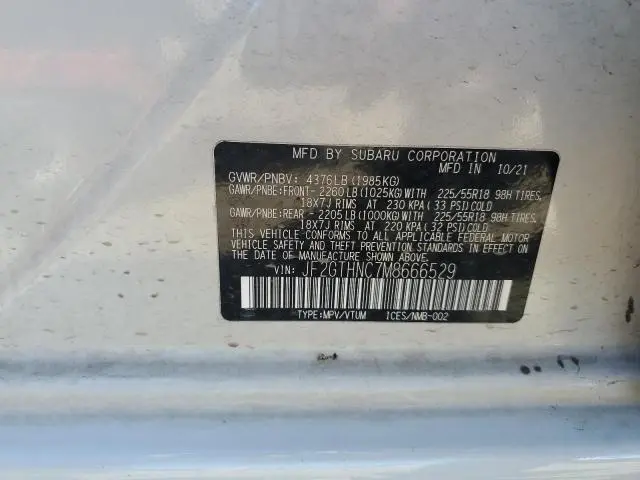 MFD BY SUBARU CORPORATION
GVWR/PNBV: 4376LB(1985KG) MFD IN 10/21
GAWR/PNBE:FRONT- 2260LB(1025KG)WITH 225/55R18 98H TIRES,
18X7J RIMS AT 230 KPA(33 PSI)COLD
GAWR/PNBE:REAR - 2205LB(1000KG)WITH 225/55R18 98H TIRES,
18X7J RIMS AT 220 KPA(32 PSI)COLD
THIS VEHICLE CONFORMS TO ALL APPLICABLE FEDERAL MOTOR
VEHICLE SAFETY AND THEFT PREVENTION STANDARDS IN EFFECT ON
THE DATE OF MANUFACTURE SHOWN ABOVE.
VIN: JF2GTHNC7M8666529
TYPE:MPV/VTUM ICES/NMB-002